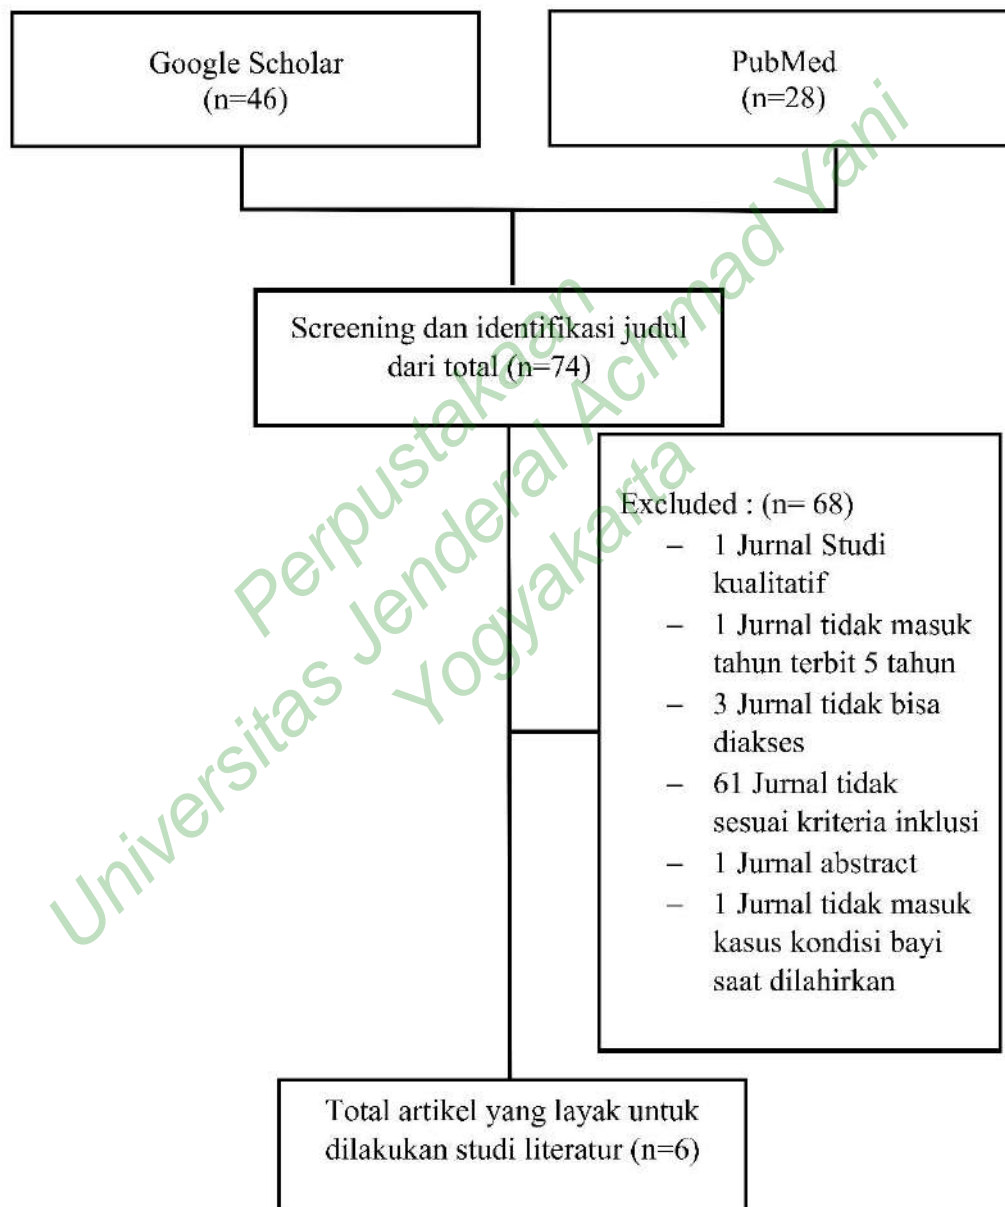 Google Scholar
(n=46)
PubMed
(n=28)
Screening dan identifikasi judul
dari total (n=74)
Excluded : (n= 68)
– 1 Jurnal Studi
kualitatif
– 1 Jurnal tidak masuk
tahun terbit 5 tahun
– 3 Jurnal tidak bisa
diakses
– 61 Jurnal tidak
sesuai kriteria inklusi
– 1 Jurnal abstract
– 1 Jurnal tidak masuk
kasus kondisi bayi
saat dilahirkan
Total artikel yang layak untuk
dilakukan studi literatur (n=6)
Perpustakaan
Universitas Jenderal Achmad Yani
Yogyakarta